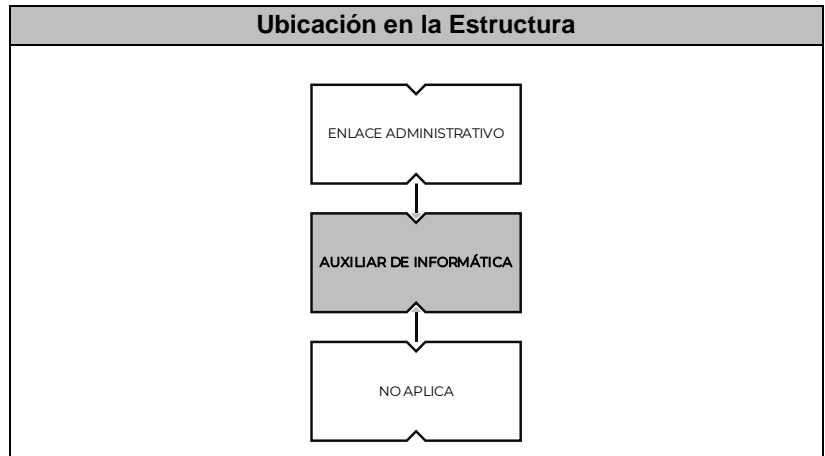 Ubicación en la Estructura
ENLACE ADMINISTRATIVO
AUXILIAR DE INFORMÁTICA
NO APLICA